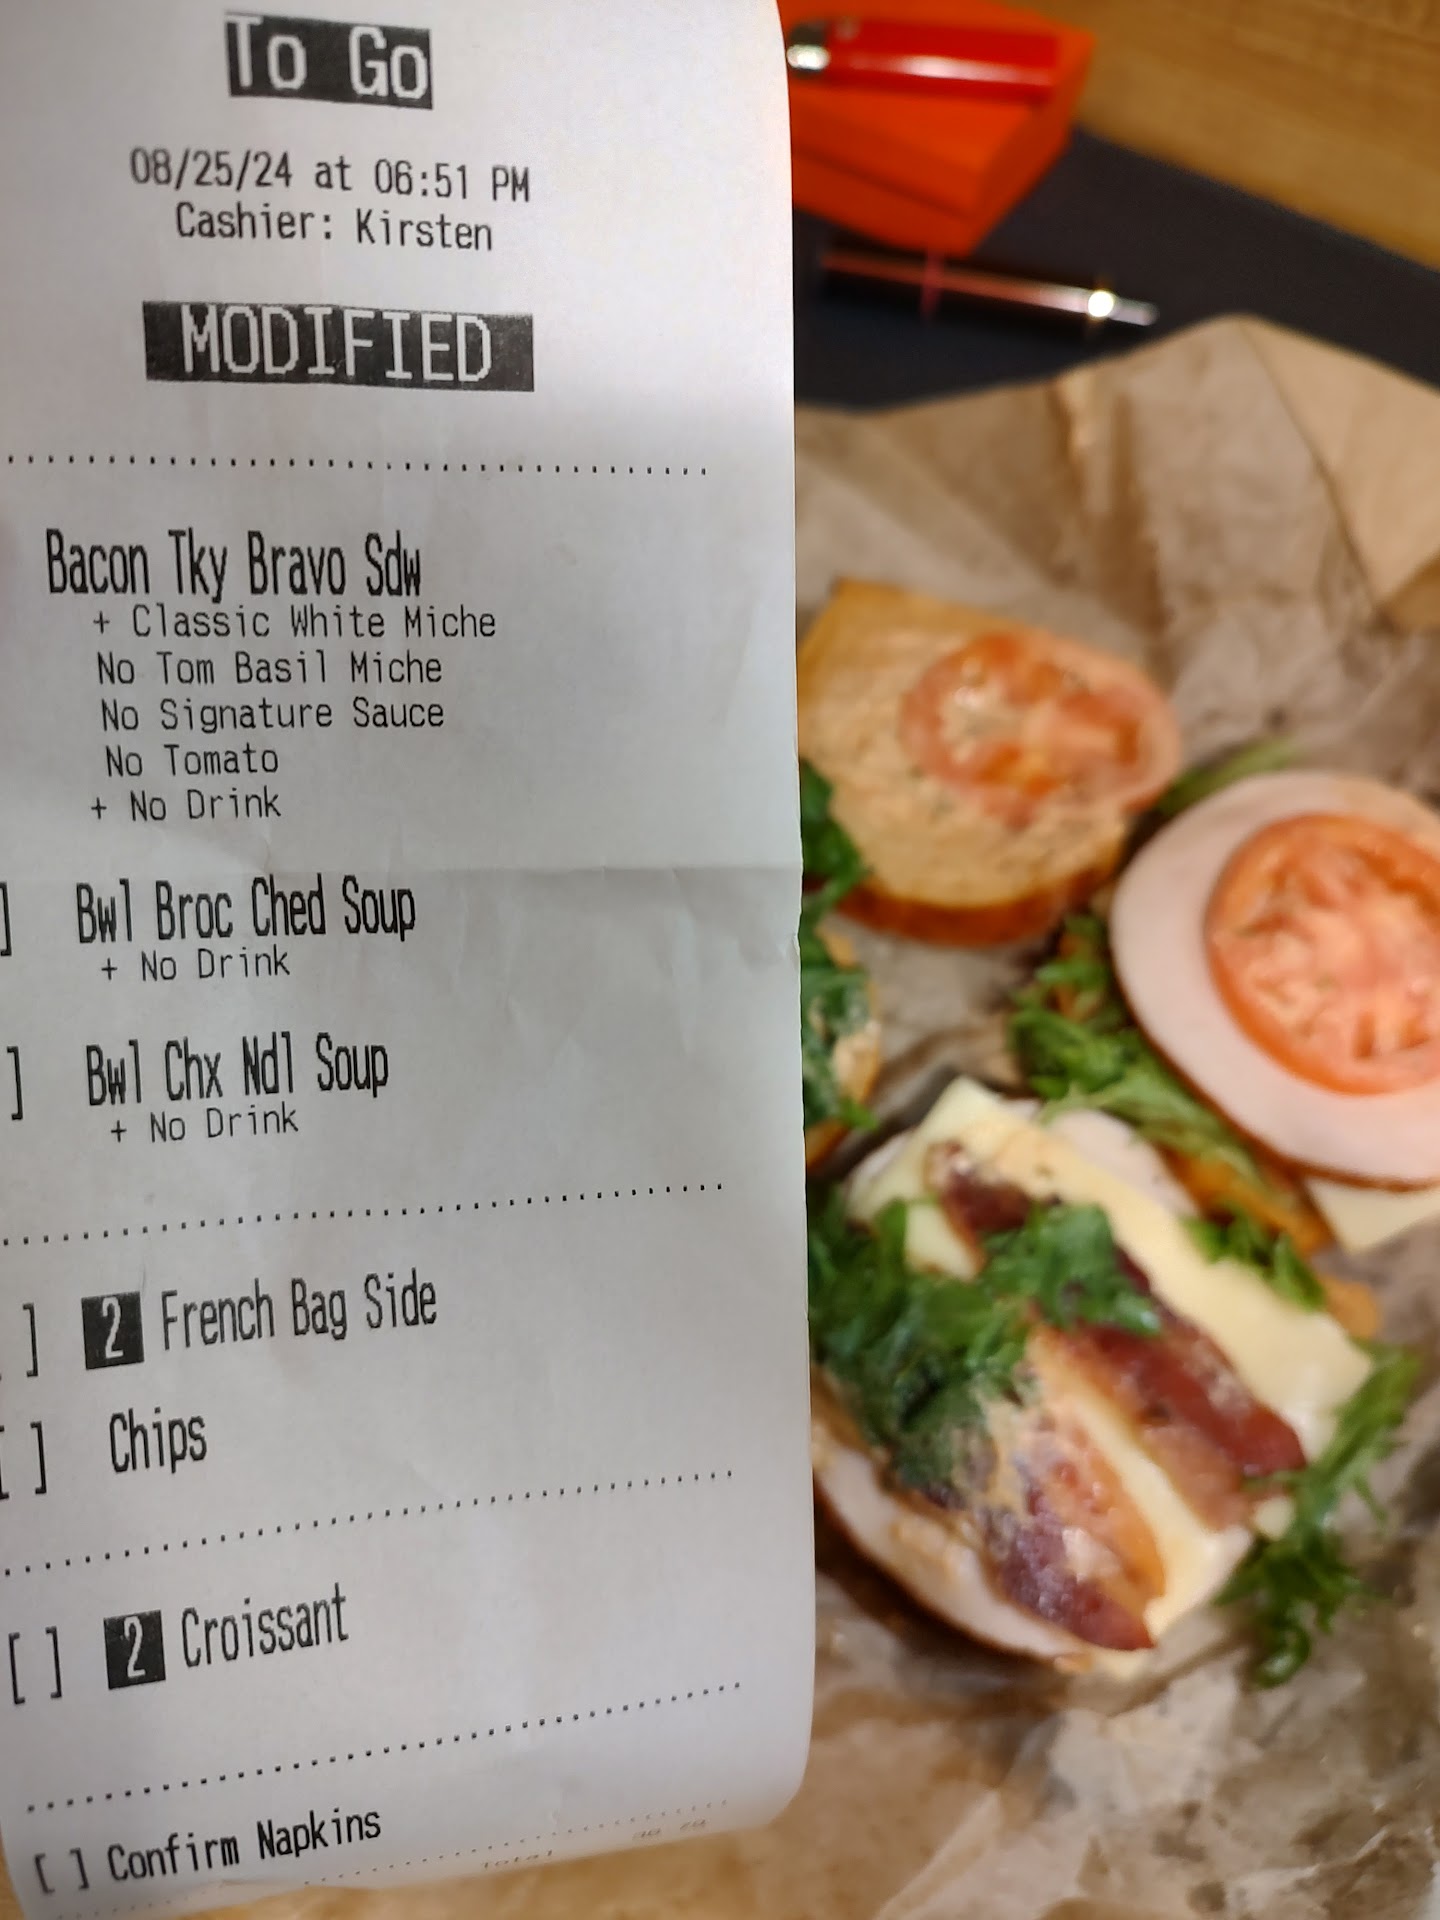 To Go
08/25/24 at 06:51 PM
Cashier: Kirsten
MODIFIED
Bacon Tky Bravo Sdw
+ Classic White Miche
No Tom Basil Miche
No Signature Sauce
No Tomato
+ No Drink
] Bwl Broc Ched Soup
+ No Drink
] Bwl Chx Ndl Soup
+ No Drink
] 2 French Bag Side
[ ] Chips
[ ] 2 Croissant
[ ] Confirm Napkins
Total